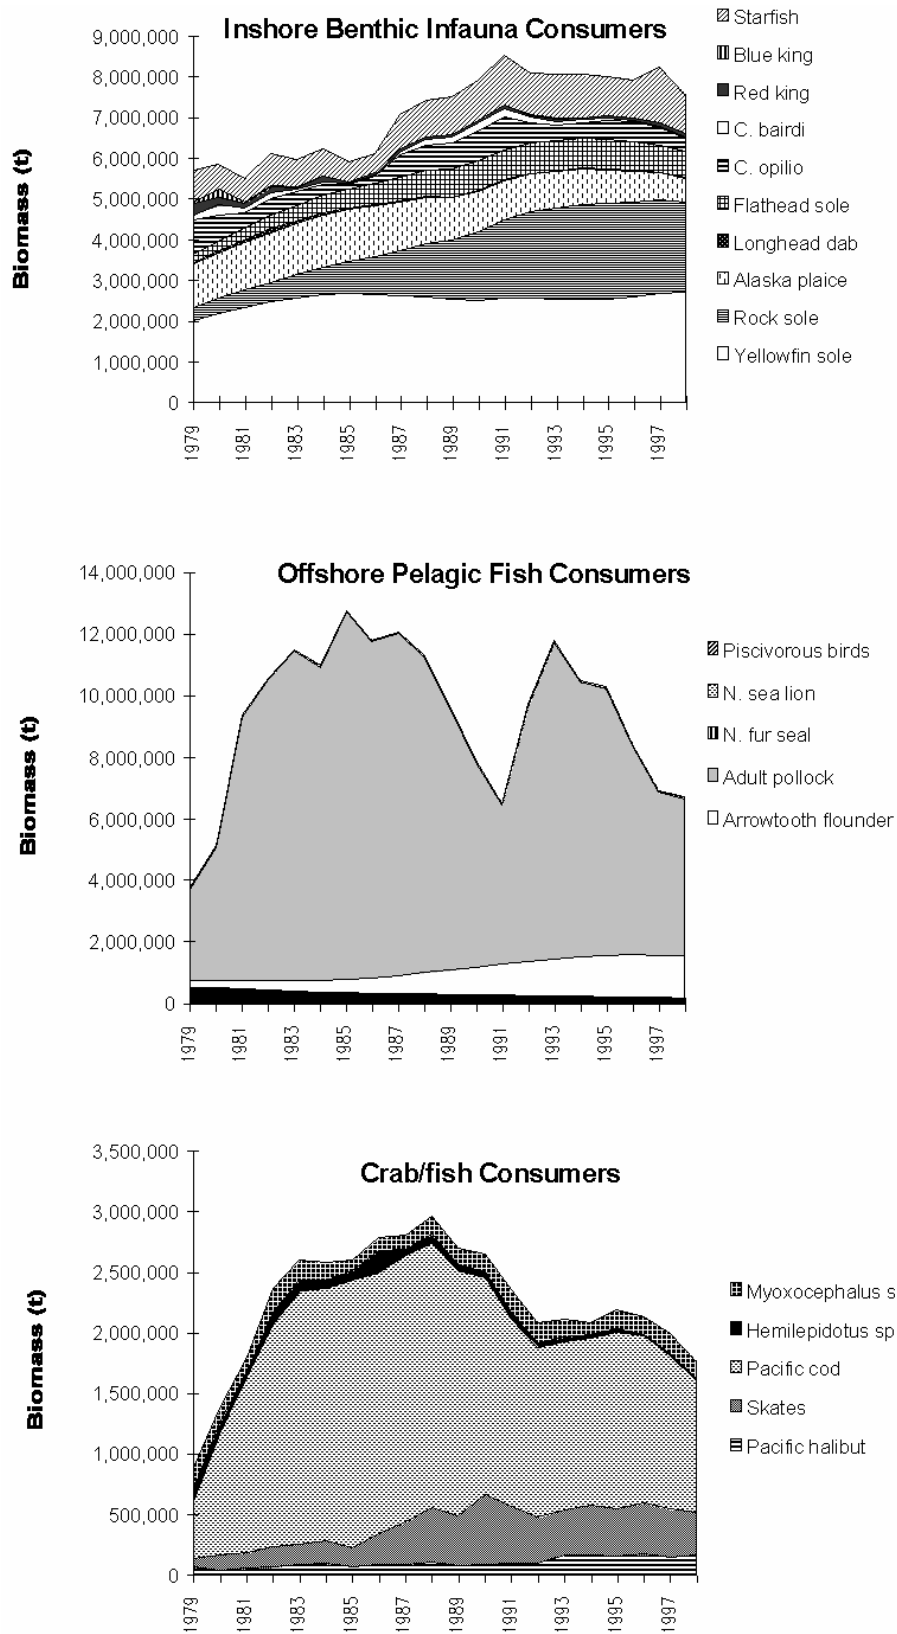 Inshore Benthic Infauna Consumers
Biomass (t)
9,000,000
8,000,000
7,000,000
6,000,000
5,000,000
4,000,000
3,000,000
2,000,000
1,000,000
0
1979
1981
1983
1985
1987
1989
1991
1993
1995
1997
Starfish
Blue king
Red king
C. bairdi
C. opilio
Flathead sole
Longhead dab
Alaska plaice
Rock sole
Yellowfin sole
Offshore Pelagic Fish Consumers
Biomass (t)
14,000,000
12,000,000
10,000,000
8,000,000
6,000,000
4,000,000
2,000,000
0
1979
1981
1983
1985
1987
1989
1991
1993
1995
1997
Piscivorous birds
N. sea lion
N. fur seal
Adult pollock
Arrowtooth flounder
Crab/fish Consumers
Biomass (t)
3,500,000
3,000,000
2,500,000
2,000,000
1,500,000
1,000,000
500,000
0
1979
1981
1983
1985
1987
1989
1991
1993
1995
1997
Myoxocephalus s
Hemilepidotus sp
Pacific cod
Skates
Pacific halibut